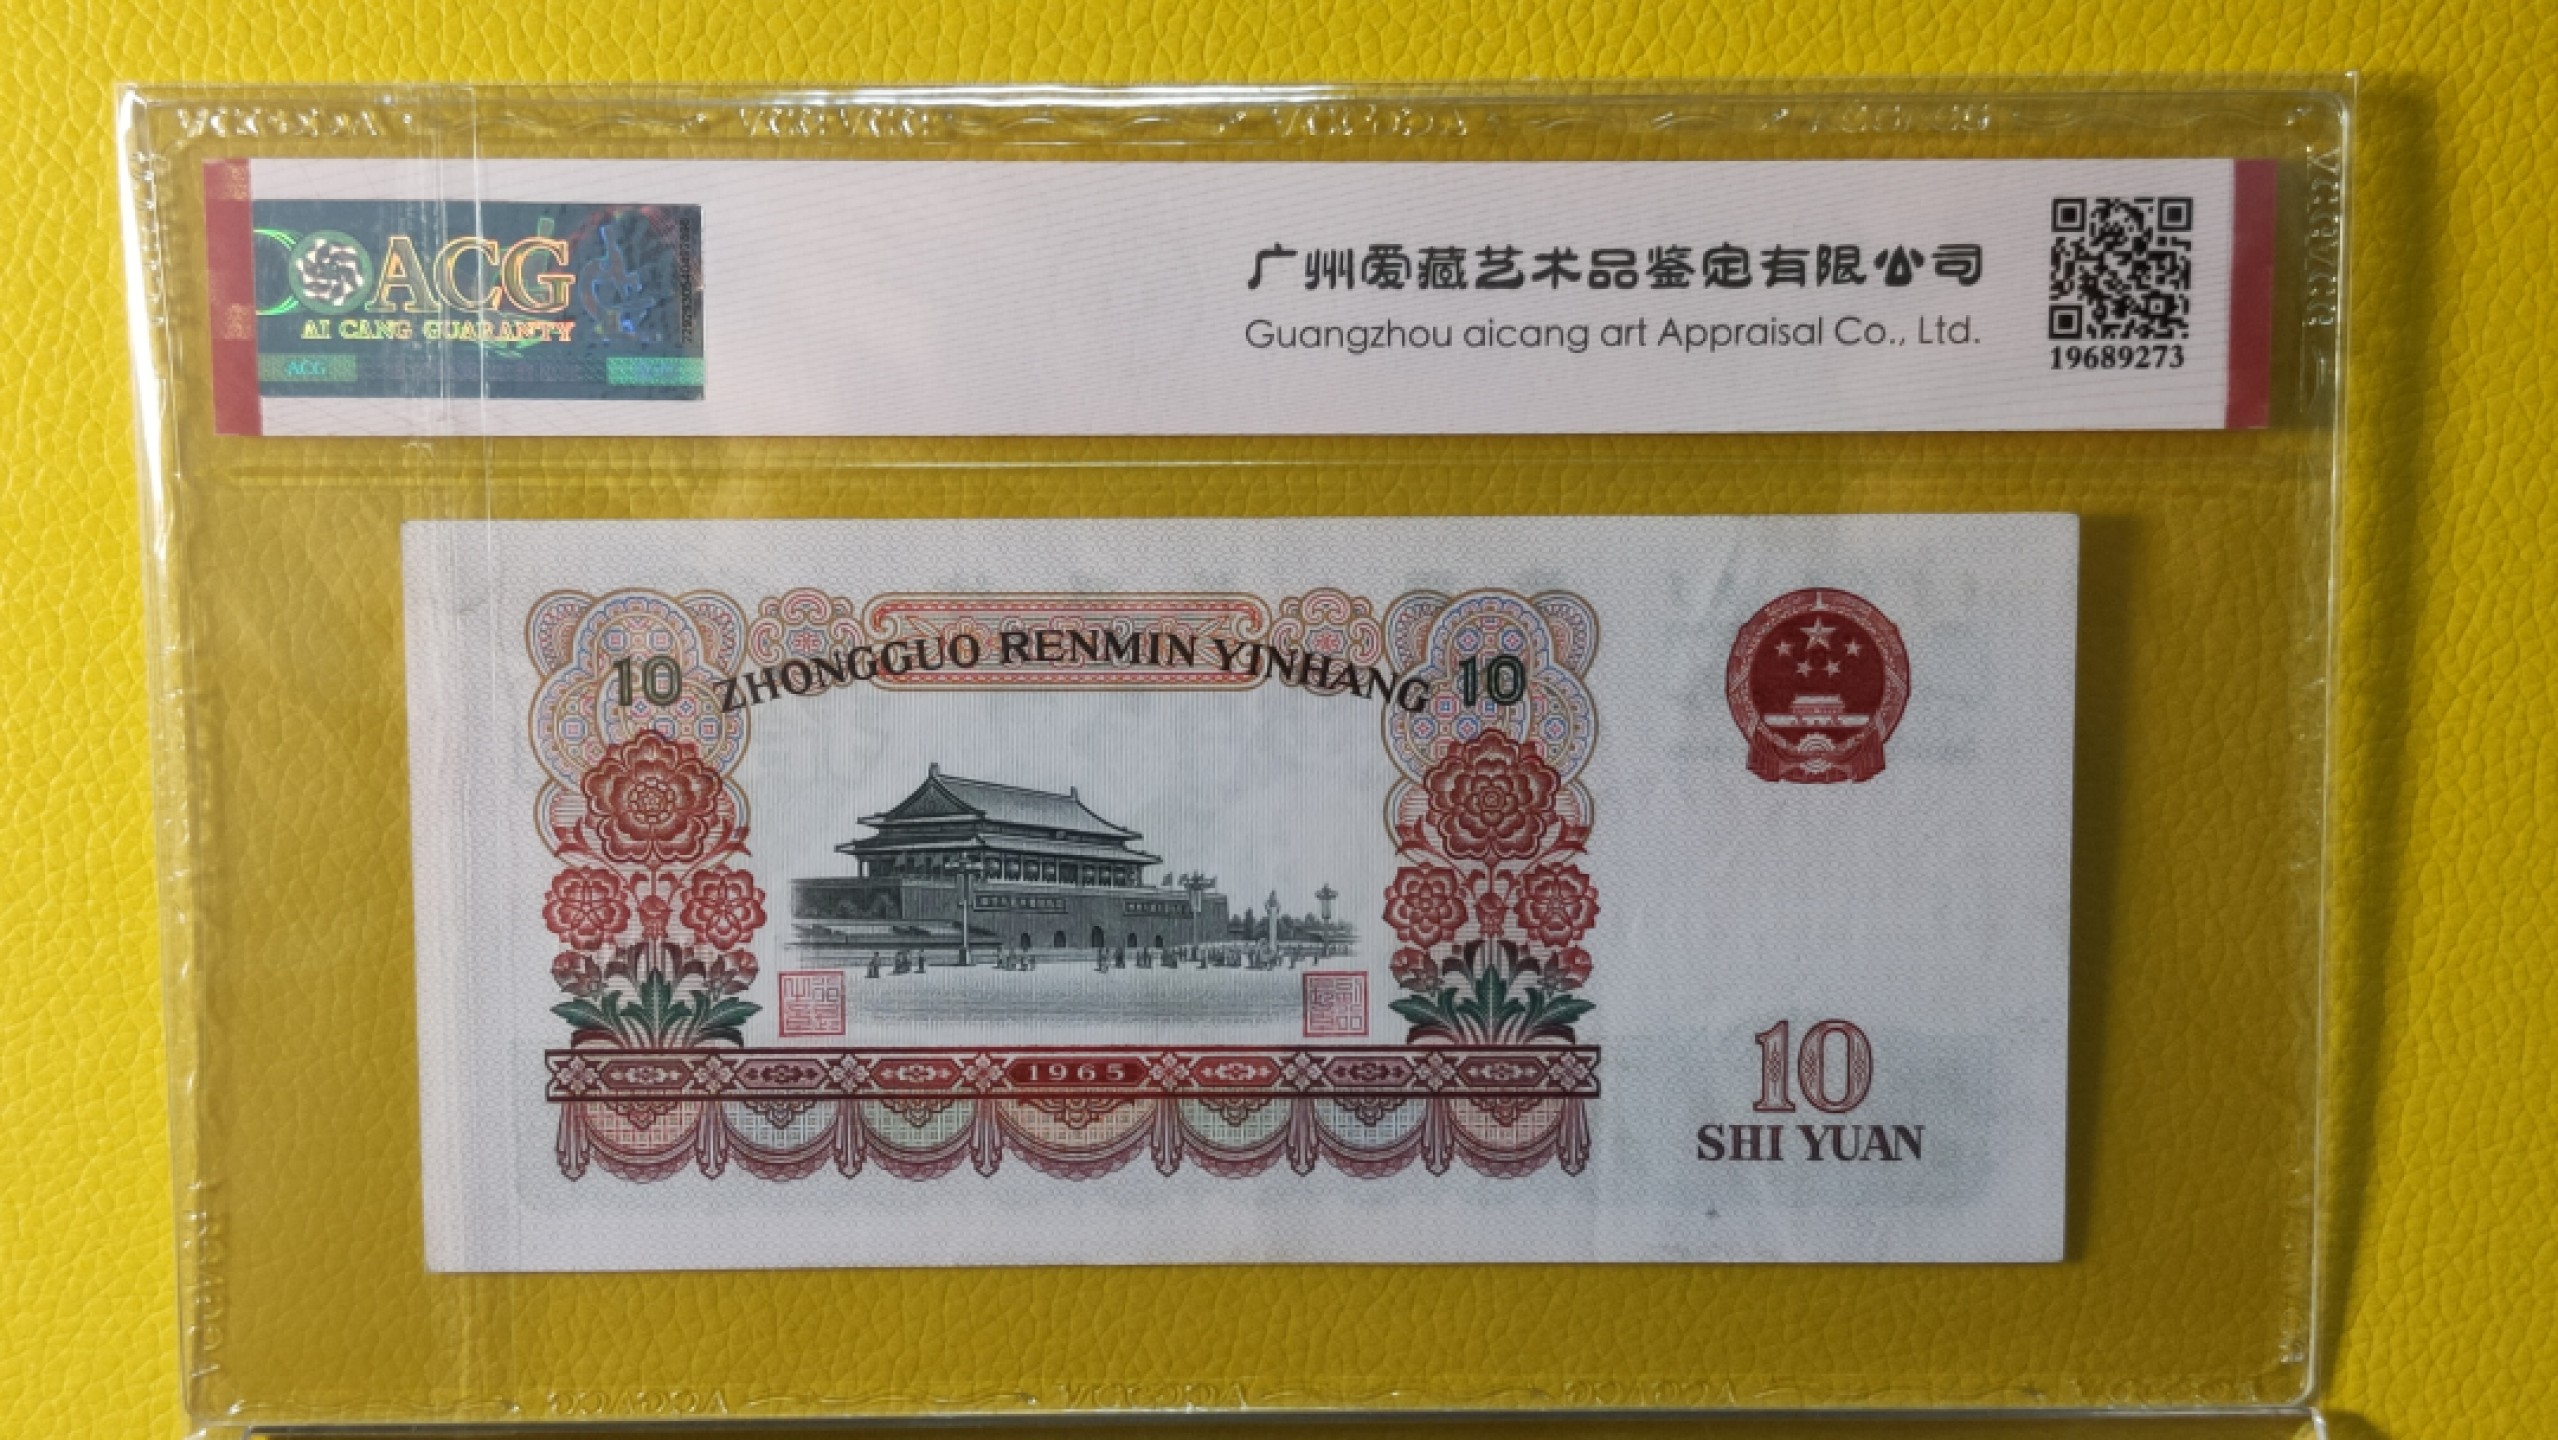 ACG
AI CANG GUARANTY
ACG
广州爱藏艺术品鉴定有限公司
Guangzhou aicang art Appraisal Co., Ltd.
19689273
ZHONGGUO RENMIN YINHANG
10
10
1965
10
SHI YUAN